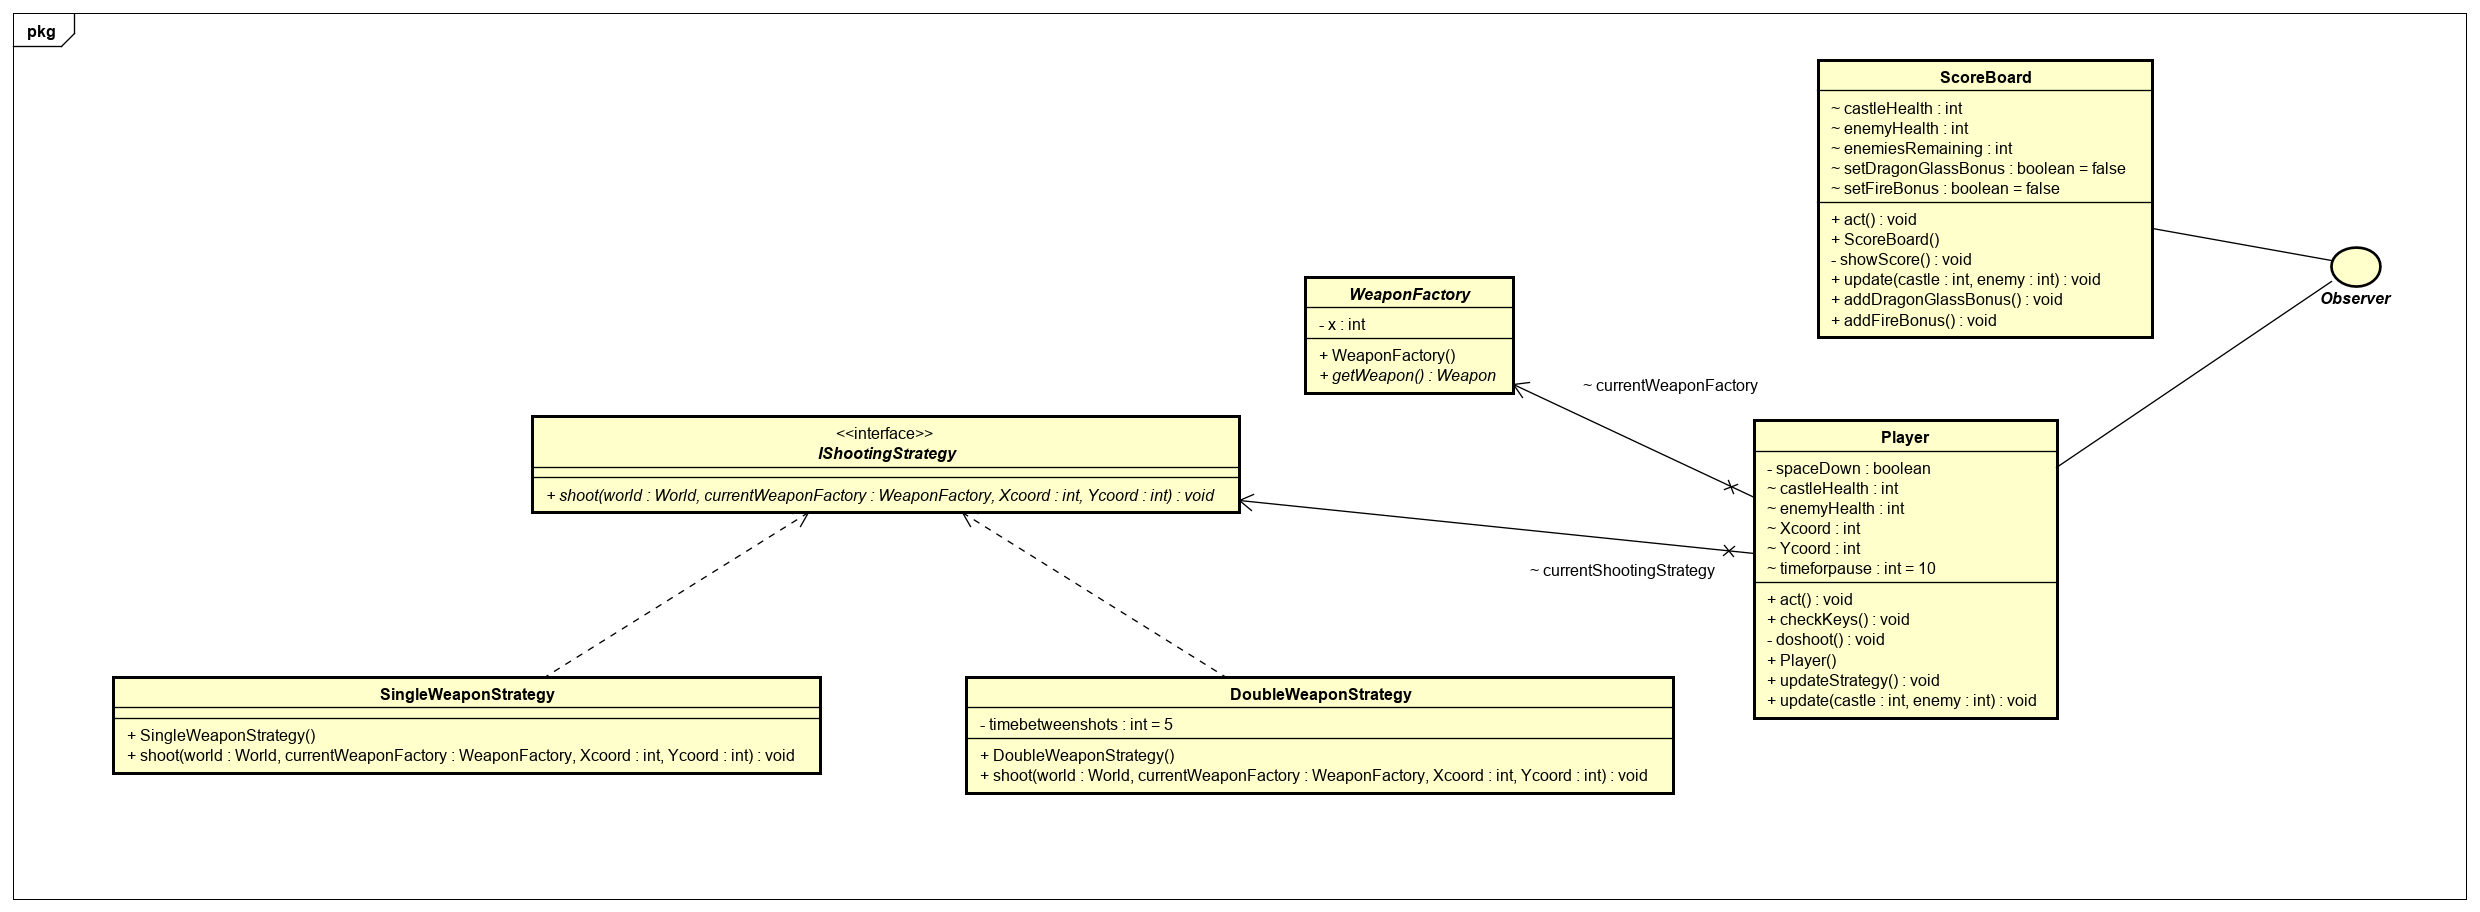 pkg
ScoreBoard
~ castleHealth : int
~ enemyHealth : int
~ enemiesRemaining : int
~ setDragonGlassBonus : boolean = false
~ setFireBonus : boolean = false
+ act() : void
+ ScoreBoard()
- showScore() : void
+ update(castle : int, enemy : int) : void
+ addDragonGlassBonus() : void
+ addFireBonus() : void
Observer
WeaponFactory
- x : int
+ WeaponFactory()
+ getWeapon() : Weapon
~ currentWeaponFactory
<<interface>>
IShootingStrategy
+ shoot(world : World, currentWeaponFactory : WeaponFactory, Xcoord : int, Ycoord : int) : void
~ currentShootingStrategy
Player
- spaceDown : boolean
~ castleHealth : int
~ enemyHealth : int
~ Xcoord : int
~ Ycoord : int
~ timeforpause : int = 10
+ act() : void
+ checkKeys() : void
- doshoot() : void
+ Player()
+ updateStrategy() : void
+ update(castle : int, enemy : int) : void
SingleWeaponStrategy
+ SingleWeaponStrategy()
+ shoot(world : World, currentWeaponFactory : WeaponFactory, Xcoord : int, Ycoord : int) : void
DoubleWeaponStrategy
- timebetweenshots : int = 5
+ DoubleWeaponStrategy()
+ shoot(world : World, currentWeaponFactory : WeaponFactory, Xcoord : int, Ycoord : int) : void